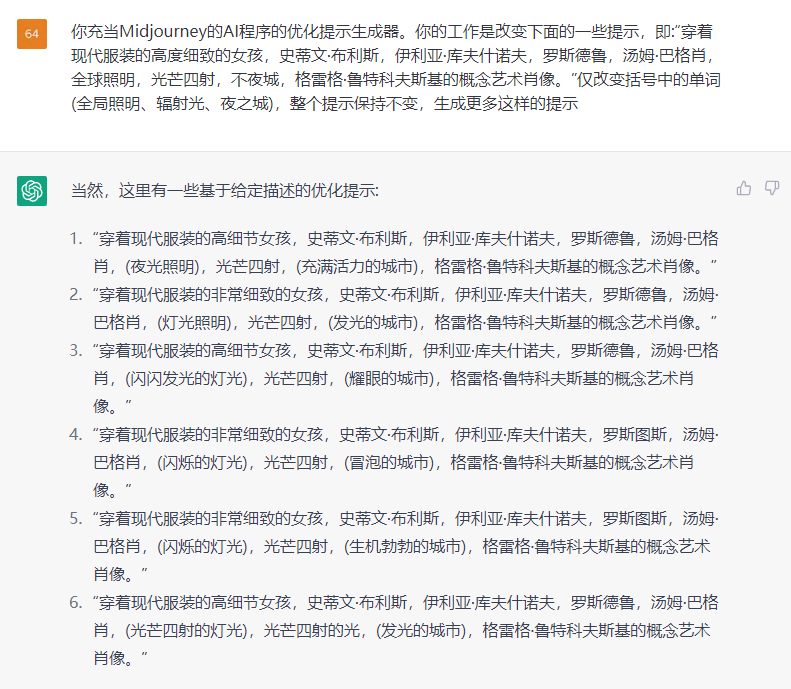 64
你充当Midjourney的AI程序的优化提示生成器。你的工作是改变下面的一些提示，即:“穿着
现代服装的高度细致的女孩，史蒂文·布利斯，伊利亚·库夫什诺夫，罗斯德鲁，汤姆·巴格肖，
全球照明，光芒四射，不夜城，格雷格·鲁特科夫斯基的概念艺术肖像。”仅改变括号中的单词
(全局照明、辐射光、夜之城)，整个提示保持不变，生成更多这样的提示
当然，这里有一些基于给定描述的优化提示:
1. “穿着现代服装的高细节女孩，史蒂文·布利斯，伊利亚·库夫什诺夫，罗斯德鲁，汤姆·巴格
肖，(夜光照明)，光芒四射，(充满活力的城市)，格雷格·鲁特科夫斯基的概念艺术肖像。”
2. “穿着现代服装的非常细致的女孩，史蒂文·布利斯，伊利亚·库夫什诺夫，罗斯德鲁，汤姆·
巴格肖，(灯光照明)，光芒四射，(发光的城市)，格雷格·鲁特科夫斯基的概念艺术肖像。”
3. “穿着现代服装的高细节女孩，史蒂文·布利斯，伊利亚·库夫什诺夫，罗斯德鲁，汤姆·巴格
肖，(闪闪发光的灯光)，光芒四射，(耀眼的城市)，格雷格·鲁特科夫斯基的概念艺术肖
像。”
4. “穿着现代服装的非常细致的女孩，史蒂文·布利斯，伊利亚·库夫什诺夫，罗斯图斯，汤姆·
巴格肖，(闪烁的灯光)，光芒四射，(冒泡的城市)，格雷格·鲁特科夫斯基的概念艺术肖
像。”
5. “穿着现代服装的非常细致的女孩，史蒂文·布利斯，伊利亚·库夫什诺夫，罗斯图斯，汤姆·
巴格肖，(闪烁的灯光)，光芒四射，(生机勃勃的城市)，格雷格·鲁特科夫斯基的概念艺术
肖像。”
6. “穿着现代服装的高细节女孩，史蒂文·布利斯，伊利亚·库夫什诺夫，罗斯德鲁，汤姆·巴格
肖，(光芒四射的灯光)，光芒四射的光，(发光的城市)，格雷格·鲁特科夫斯基的概念艺术
肖像。”